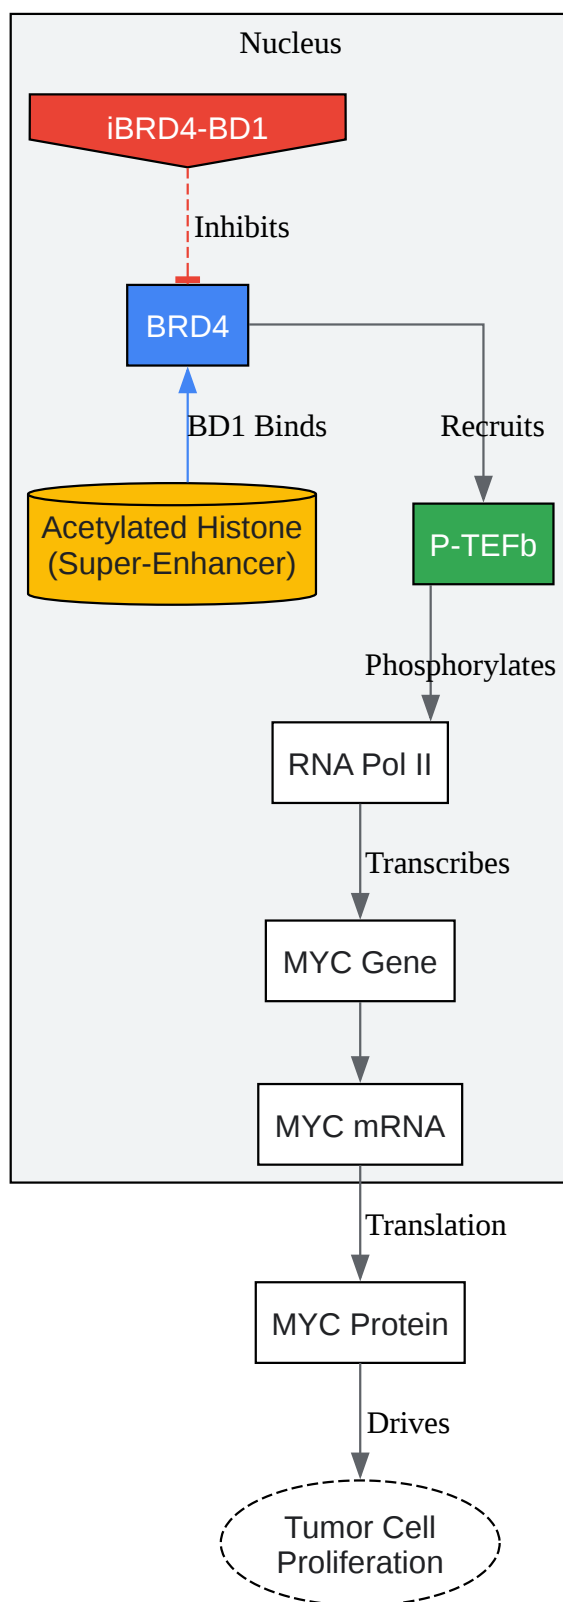 Nucleus
iBRD4-BD1
Inhibits
BRD4
BD1 Binds
Recruits
Acetylated Histone
(Super-Enhancer)
P-TEFb
Phosphorylates
RNA Pol II
Transcribes
MYC Gene
MYC mRNA
Translation
MYC Protein
Drives
Tumor Cell
Proliferation